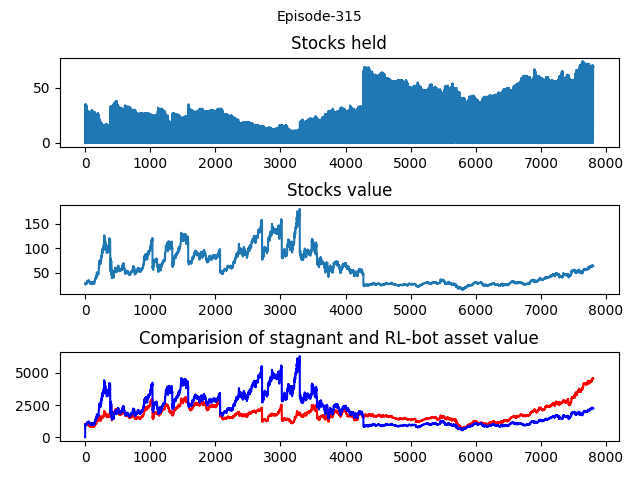 Episode-315
Stocks held
50
0
0 1000 2000 3000 4000 5000 6000 7000 8000
Stocks value
150
100
50
0 1000 2000 3000 4000 5000 6000 7000 8000
Comparision of stagnant and RL-bot asset value
5000
2500
0
0 1000 2000 3000 4000 5000 6000 7000 8000